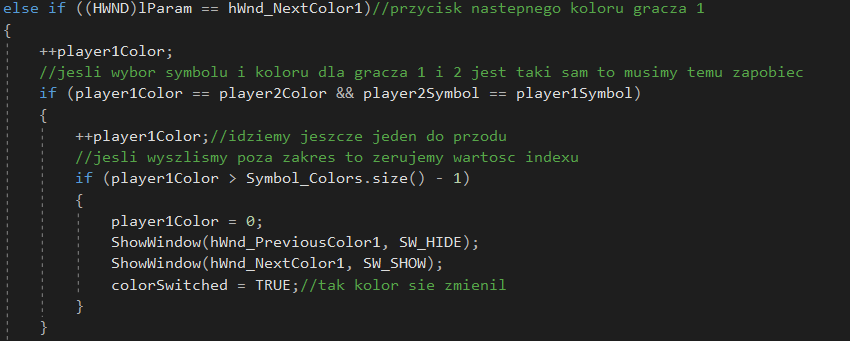 else if ((HWND)lParam == hWnd_NextColor1)//przycisk nastepnego koloru gracza 1
{
++player1Color;
//jesli wybor symbolu i koloru dla gracza 1 i 2 jest taki sam to musimy temu zapobiec
if (player1Color == player2Color && player2Symbol == player1Symbol)
{
++player1Color;//idziemy jeszcze jeden do przodu
//jesli wyszlismy poza zakres to zerujemy wartosc indexu
if (player1Color > Symbol_Colors.size() - 1)
{
player1Color = 0;
ShowWindow(hWnd_PreviousColor1, SW_HIDE);
ShowWindow(hWnd_NextColor1, SW_SHOW);
colorSwitched = TRUE;//tak kolor sie zmienil
}
}